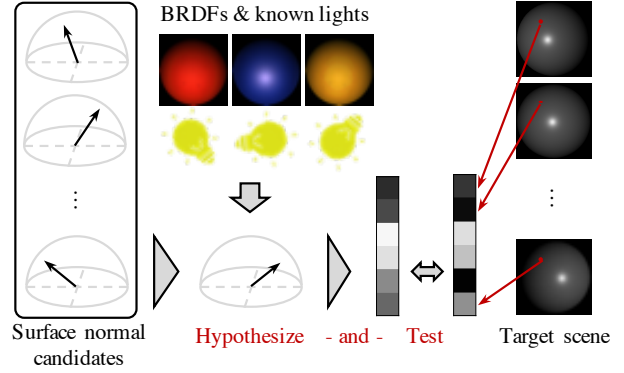 BRDFs & known lights
Surface normal
candidates
Hypothesize - and - Test
Target scene